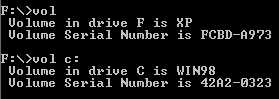 F:\>vol
Volume in drive F is XP
Volume Serial Number is FCBD-A973
F:\>vol c:
Volume in drive C is WIN98
Volume Serial Number is 42A2-0323